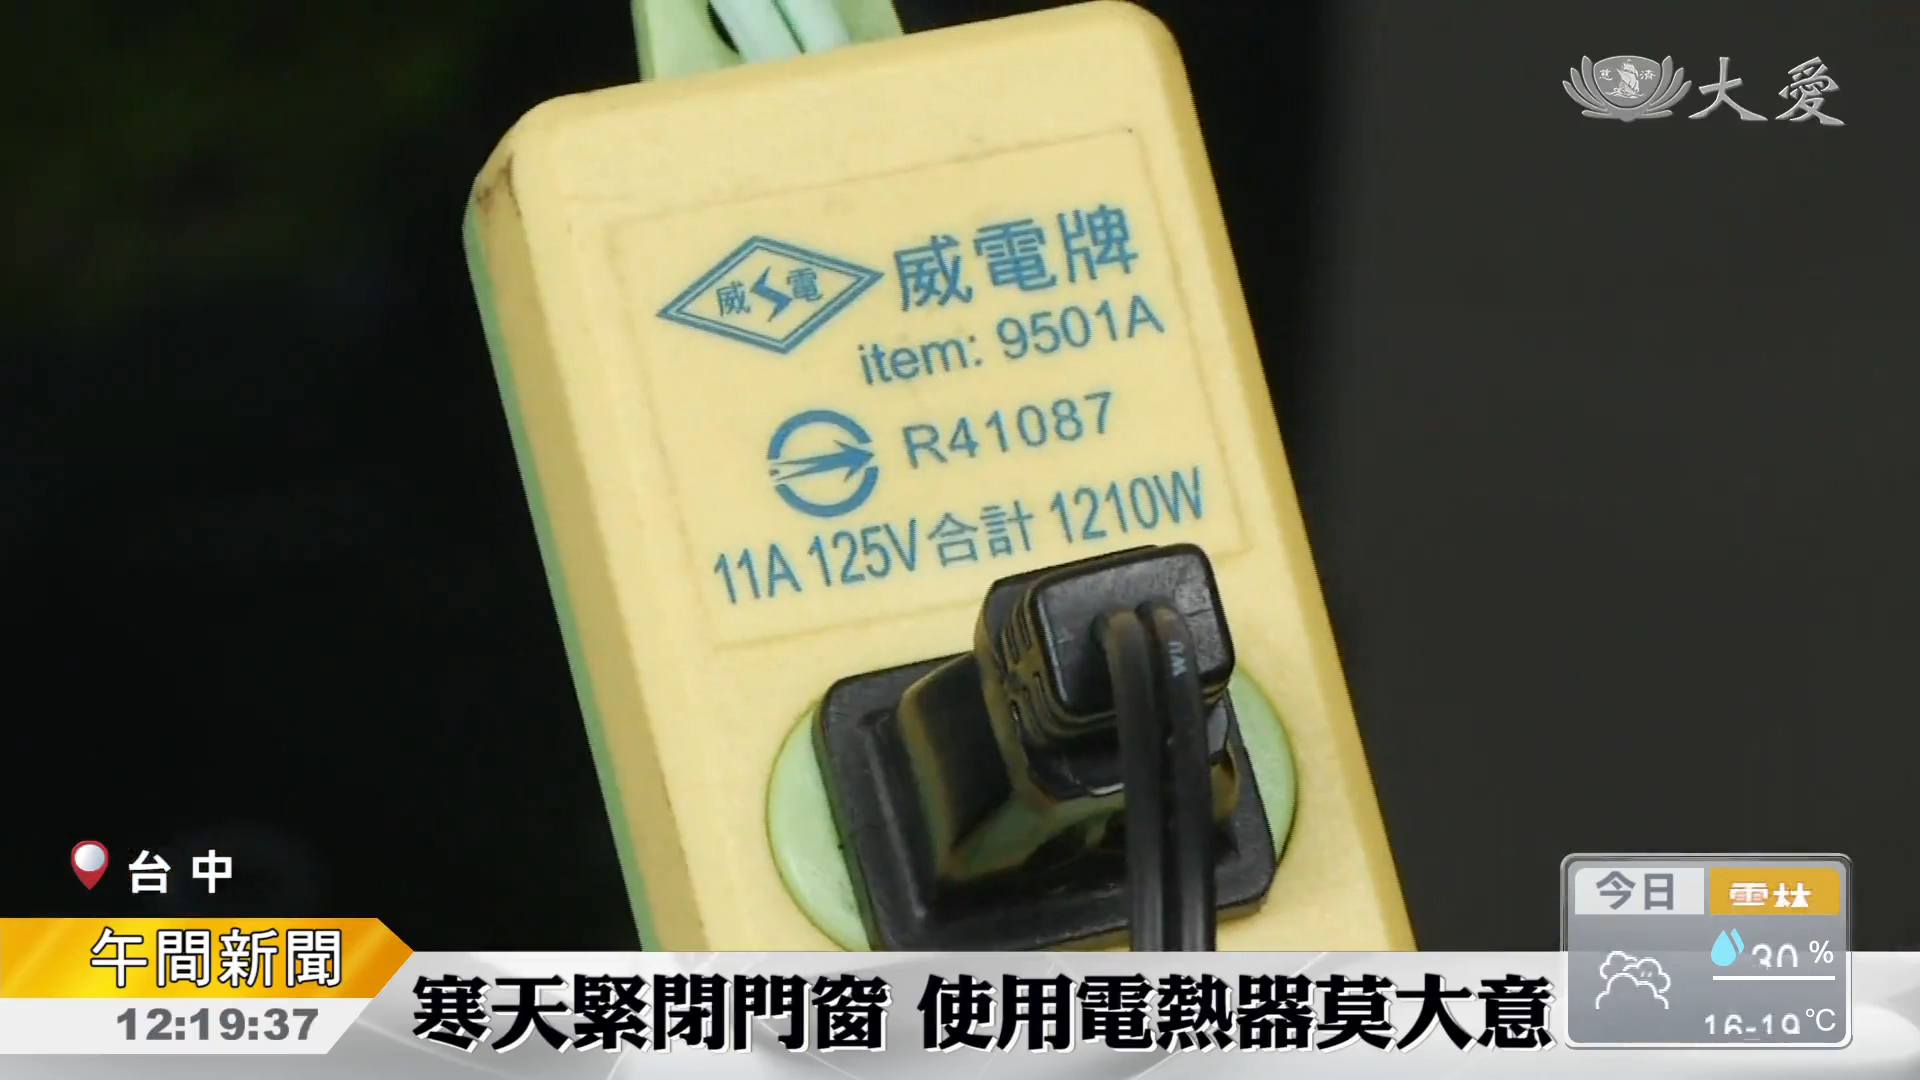 慈濟
大愛
威電
威電牌
item: 9501A
R41087
11A 125V 合計 1210W
台中
午間新聞
12:19:37
寒天緊閉門窗 使用電熱器莫大意
今日
雲林
30 %
16-19°C